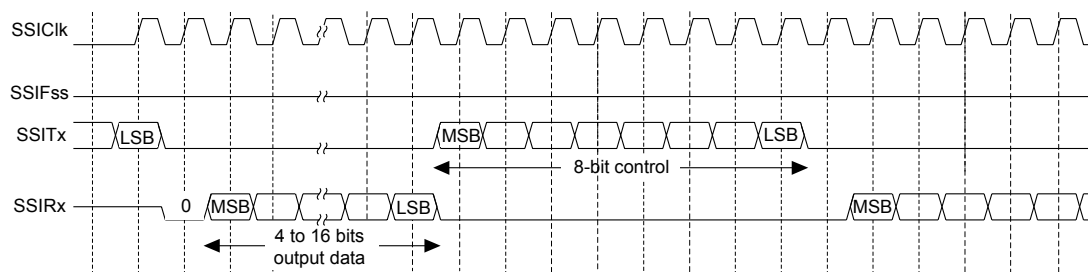 SSIClk
SSIFss
SSITx
LSB
MSB
LSB
8-bit control
SSIRx
0
MSB
LSB
MSB
4 to 16 bits
output data